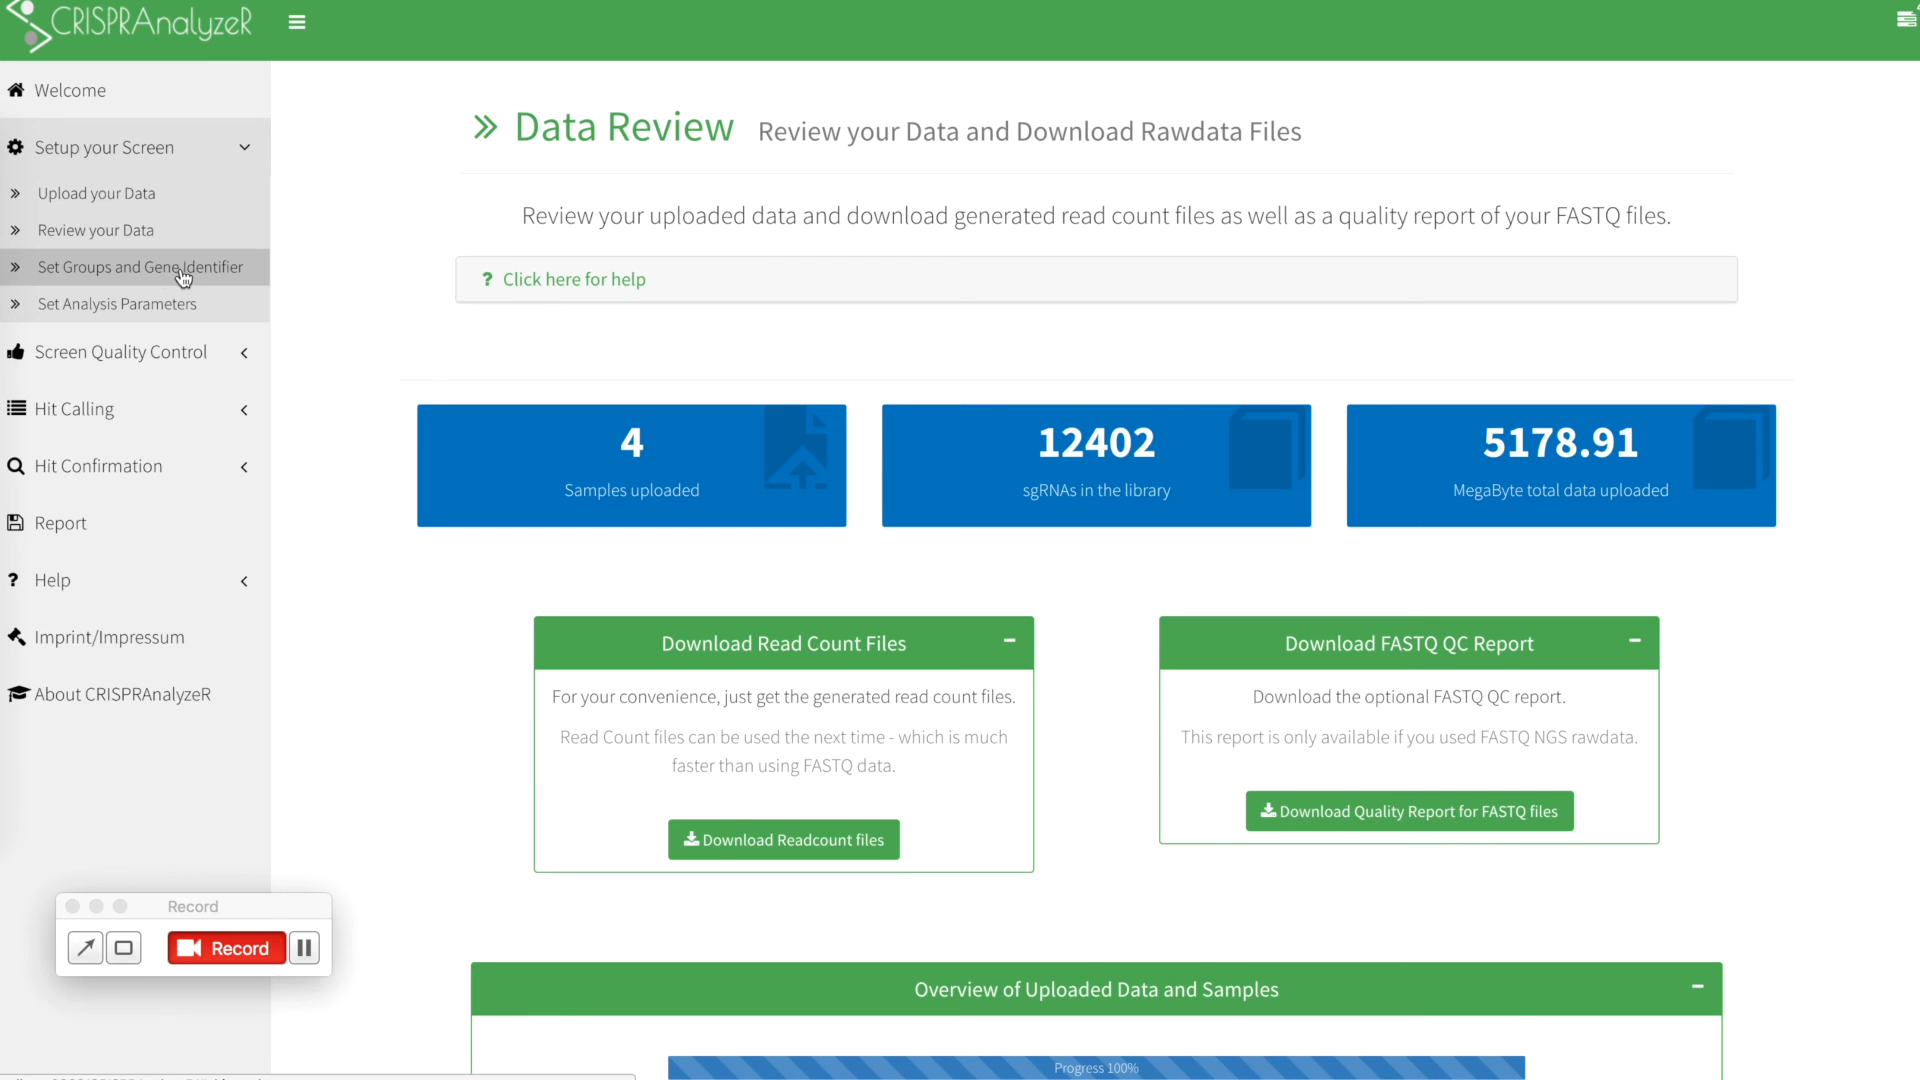 CRISPRAnalyzeR
Welcome
Setup your Screen
Upload your Data
Review your Data
Set Groups and Gene Identifier
Set Analysis Parameters
Screen Quality Control
Hit Calling
Hit Confirmation
Report
Help
Imprint/Impressum
About CRISPRAnalyzeR
Data Review Review your Data and Download Rawdata Files
Review your uploaded data and download generated read count files as well as a quality report of your FASTQ files.
? Click here for help
4
Samples uploaded
12402
sgRNAs in the library
5178.91
MegaByte total data uploaded
Download Read Count Files
For your convenience, just get the generated read count files.
Read Count files can be used the next time - which is much
faster than using FASTQ data.
Download Readcount files
Download FASTQ QC Report
Download the optional FASTQ QC report.
This report is only available if you used FASTQ NGS rawdata.
Download Quality Report for FASTQ files
Record
Record
Overview of Uploaded Data and Samples
Progress 100%